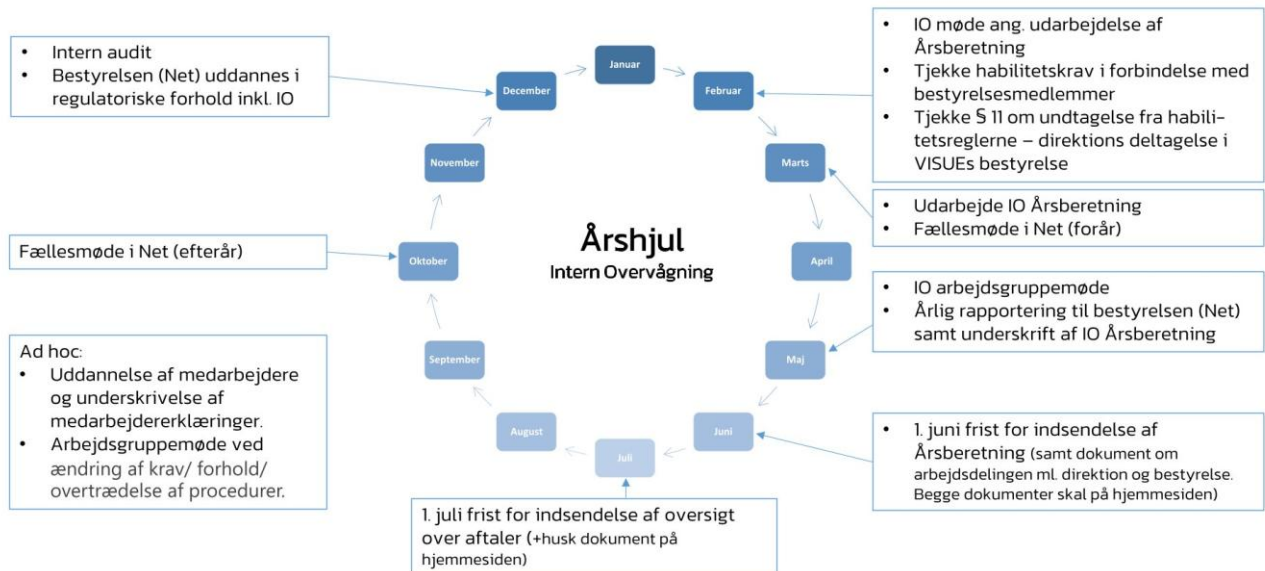 Årshjul
Intern Overvågning
Januar
Februar
Marts
April
Maj
Juni
Juli
August
September
Oktober
November
December
• IO møde ang. udarbejdelse af
Årsberetning
• Tjekke habilitetskrav i forbindelse med
bestyrelsesmedlemmer
• Tjekke § 11 om undtagelse fra habili-
tetsreglerne – direktions deltagelse i
VISUEs bestyrelse
• Udarbejde IO Årsberetning
• Fællesmøde i Net (forår)
• IO arbejdsgruppemøde
• Årlig rapportering til bestyrelsen (Net)
samt underskrift af IO Årsberetning
• 1. juni frist for indsendelse af
Årsberetning (samt dokument om
arbejdsdelingen ml. direktion og bestyrelse.
Begge dokumenter skal på hjemmesiden)
1. juli frist for indsendelse af oversigt
over aftaler (+husk dokument på
hjemmesiden)
Ad hoc:
• Uddannelse af medarbejdere
og underskrivelse af
medarbejdererklæringer.
• Arbejdsgruppemøde ved
ændring af krav/ forhold/
overtrædelse af procedurer.
Fællesmøde i Net (efterår)
• Intern audit
• Bestyrelsen (Net) uddannes i
regulatoriske forhold inkl. IO